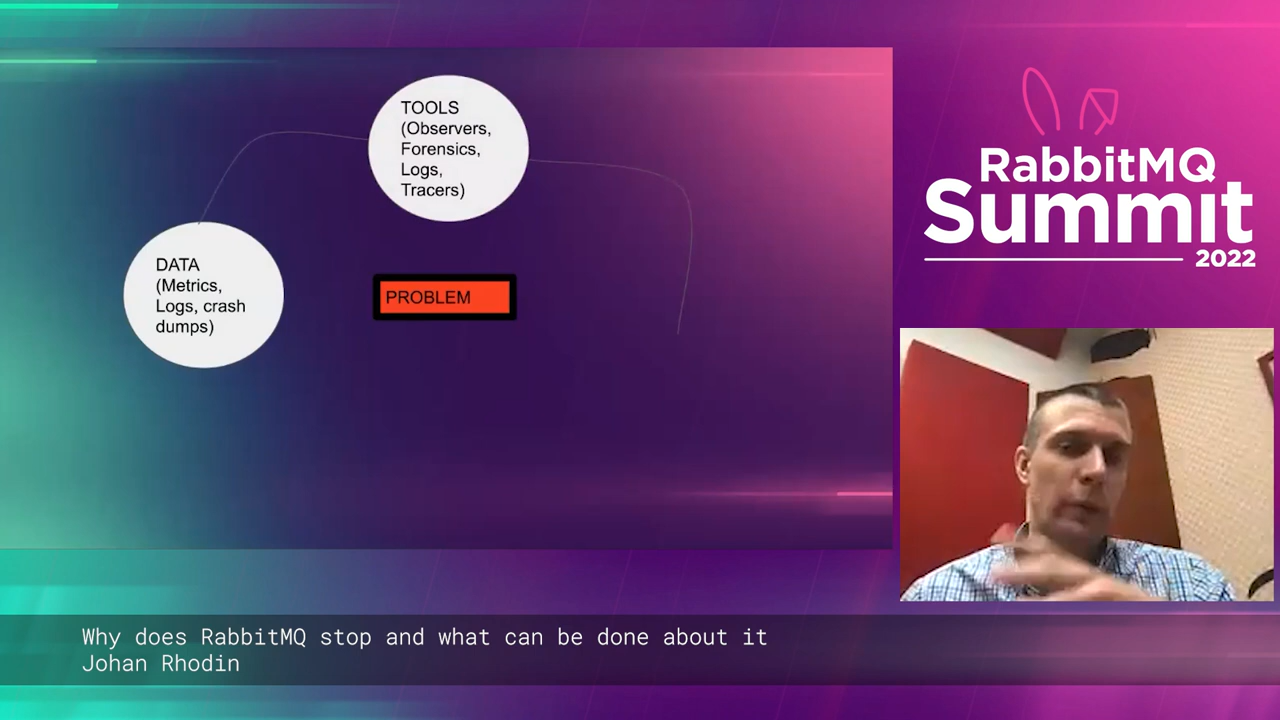 TOOLS
(Observers,
Forensics,
Logs,
Tracers)
DATA
(Metrics,
Logs, crash
dumps)
PROBLEM
RabbitMQ
Summit
2022
Why does RabbitMQ stop and what can be done about it
Johan Rhodin